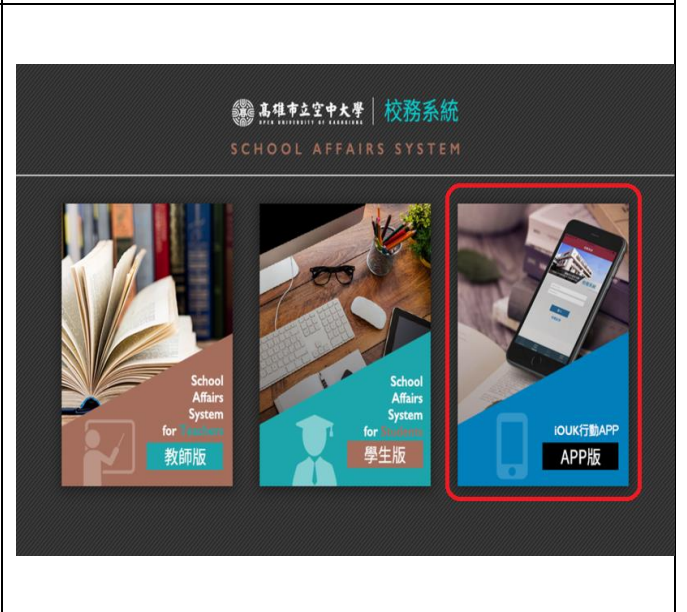 高雄市立空中大學 校務系統
OPEN UNIVERSITY OF KAOHSIUNG
SCHOOL AFFAIRS SYSTEM
School
Affairs
System
for Teachers
教師版
School
Affairs
System
for Students
學生版
iOUK行動APP
APP版